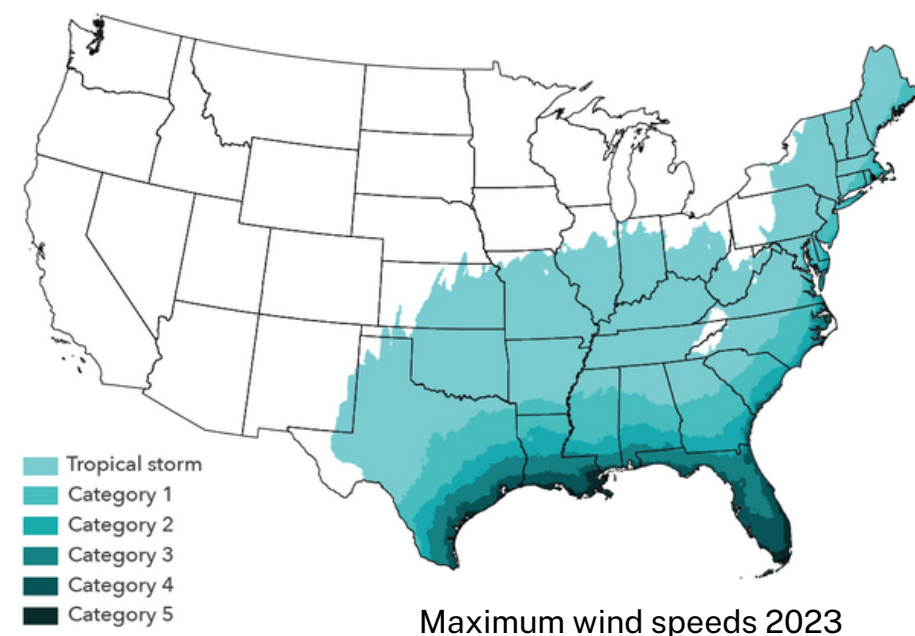 Tropical storm
Category 1
Category 2
Category 3
Category 4
Category 5
Maximum wind speeds 2023